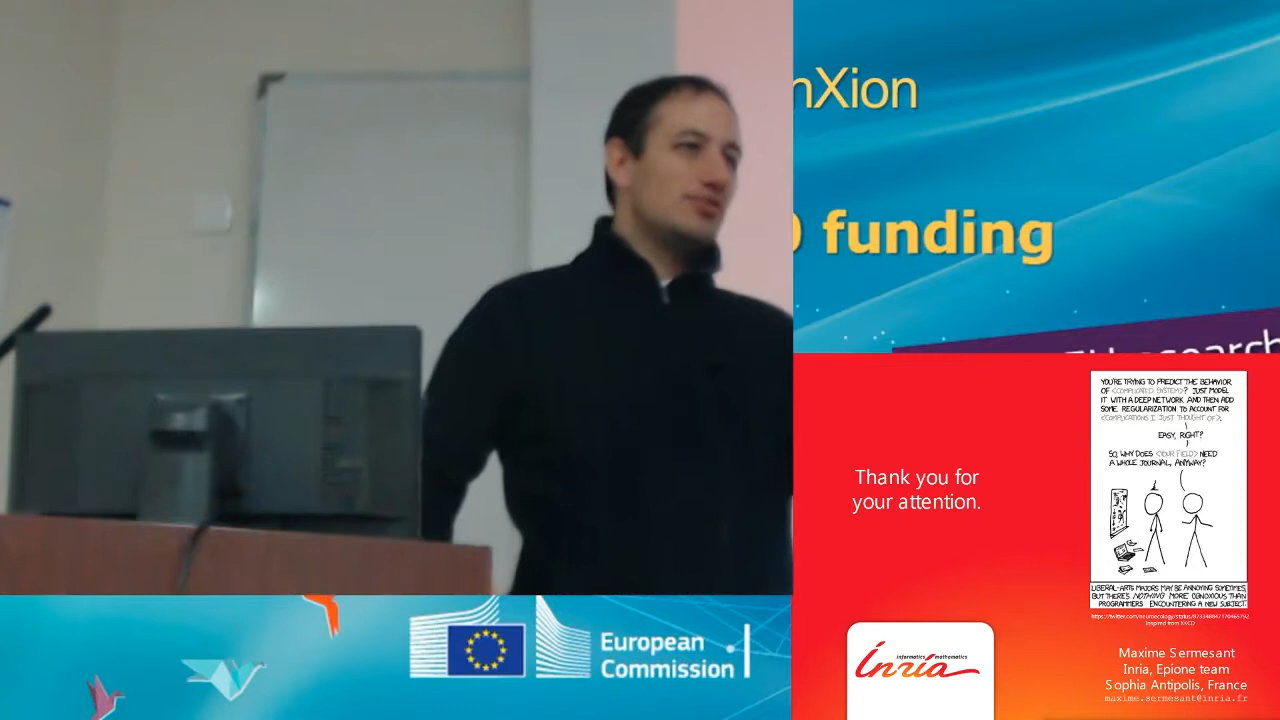 nXion
funding
EU research
YOU'RE TRYING TO PREDICT THE BEHAVIOR
OF <COMPLICATED SYSTEM>? JUST MODEL
IT WITH A DEEP NETWORK AND THEN ADD
SOME REGULARIZATION TO ACCOUNT FOR
<COMPLICATIONS I JUST THOUGHT OF>.
EASY, RIGHT?
SO, WHY DOES <YOUR FIELD> NEED
A WHOLE JOURNAL, ANYWAY?
LIBERAL-ARTS MAJORS MAY BE ANNOYING SOMETIMES,
BUT THERE'S NOTHING MORE OBNOXIOUS THAN
PROGRAMMERS ENCOUNTERING A NEW SUBJECT.
Inspired from XKCD
Thank you for
your attention.
informatics mathematics
Inria
Maxime Sermesant
Inria, Epione team
Sophia Antipolis, France
maxime.sermesant@inria.fr
European
Commission